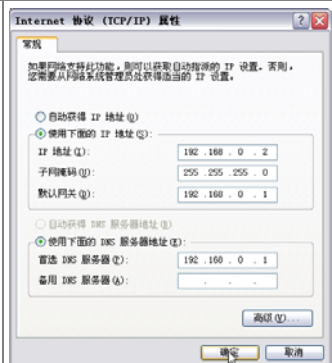 Internet 协议 (TCP/IP) 属性
常规
如果网络支持此功能，则可以获取自动指派的 IP 设置。否则，
您需要从网络系统管理员处获得适当的 IP 设置。
自动获得 IP 地址(O)
使用下面的 IP 地址(S):
IP 地址(I): 192 .168 . 0 . 2
子网掩码(U): 255 .255 .255 . 0
默认网关(D): 192 .168 . 0 . 1
自动获得 DNS 服务器地址(B)
使用下面的 DNS 服务器地址(E):
首选 DNS 服务器(P): 192 .168 . 0 . 1
备用 DNS 服务器(A): . . .
高级(V)...
确定 取消